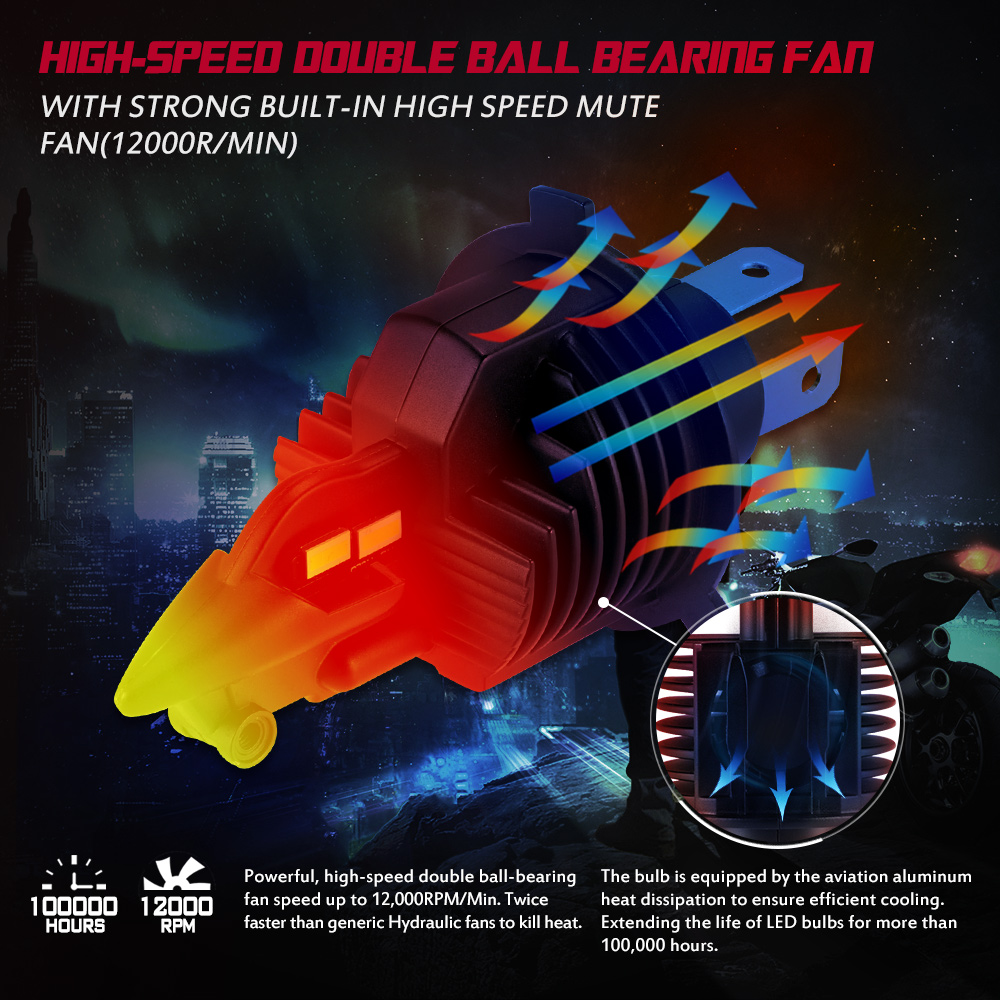 HIGH-SPEED DOUBLE BALL BEARING FAN
WITH STRONG BUILT-IN HIGH SPEED MUTE
FAN(12000R/MIN)
100000
HOURS
12000
RPM
Powerful, high-speed double ball-bearing
fan speed up to 12,000RPM/Min. Twice
faster than generic Hydraulic fans to kill heat.
The bulb is equipped by the aviation aluminum
heat dissipation to ensure efficient cooling.
Extending the life of LED bulbs for more than
100,000 hours.